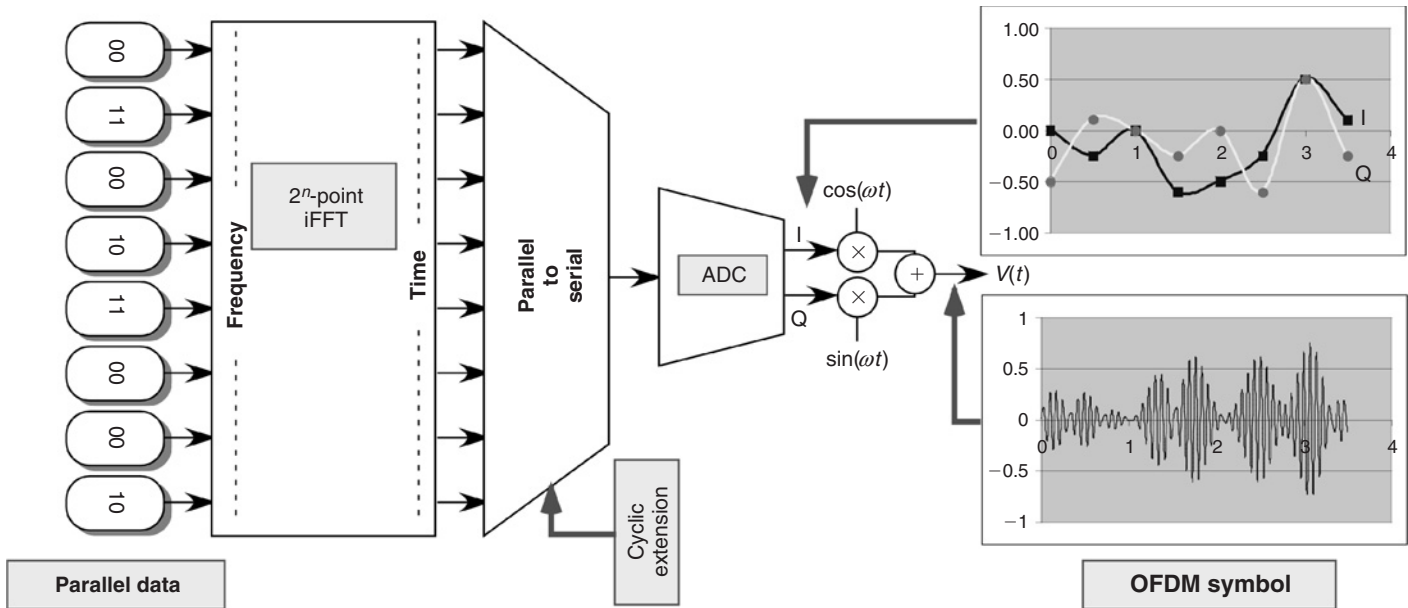 00
11
00
10
11
00
00
10
Parallel data
Frequency
2ⁿ-point
iFFT
Time
Parallel
to
serial
Cyclic
extension
ADC
I
Q
cos(ωt)
×
×
sin(ωt)
+
V(t)
1.00
0.50
0.00
−0.50
−1.00
0
1
2
3
4
I
Q
1
0.5
0
−0.5
−1
0
1
2
3
4
OFDM symbol